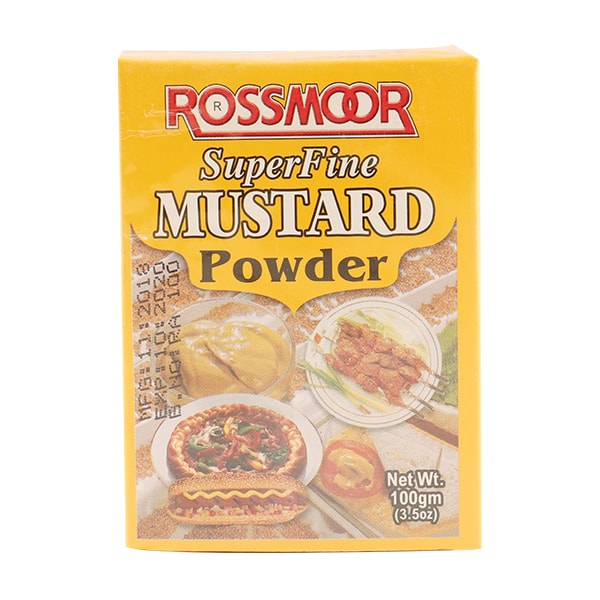 ROSSMOOR
R
SuperFine
MUSTARD
Powder
MFG: 11: 2018
EXP: 10: 2020
B.NO: RA 100
Net Wt.
100gm
(3.5oz)